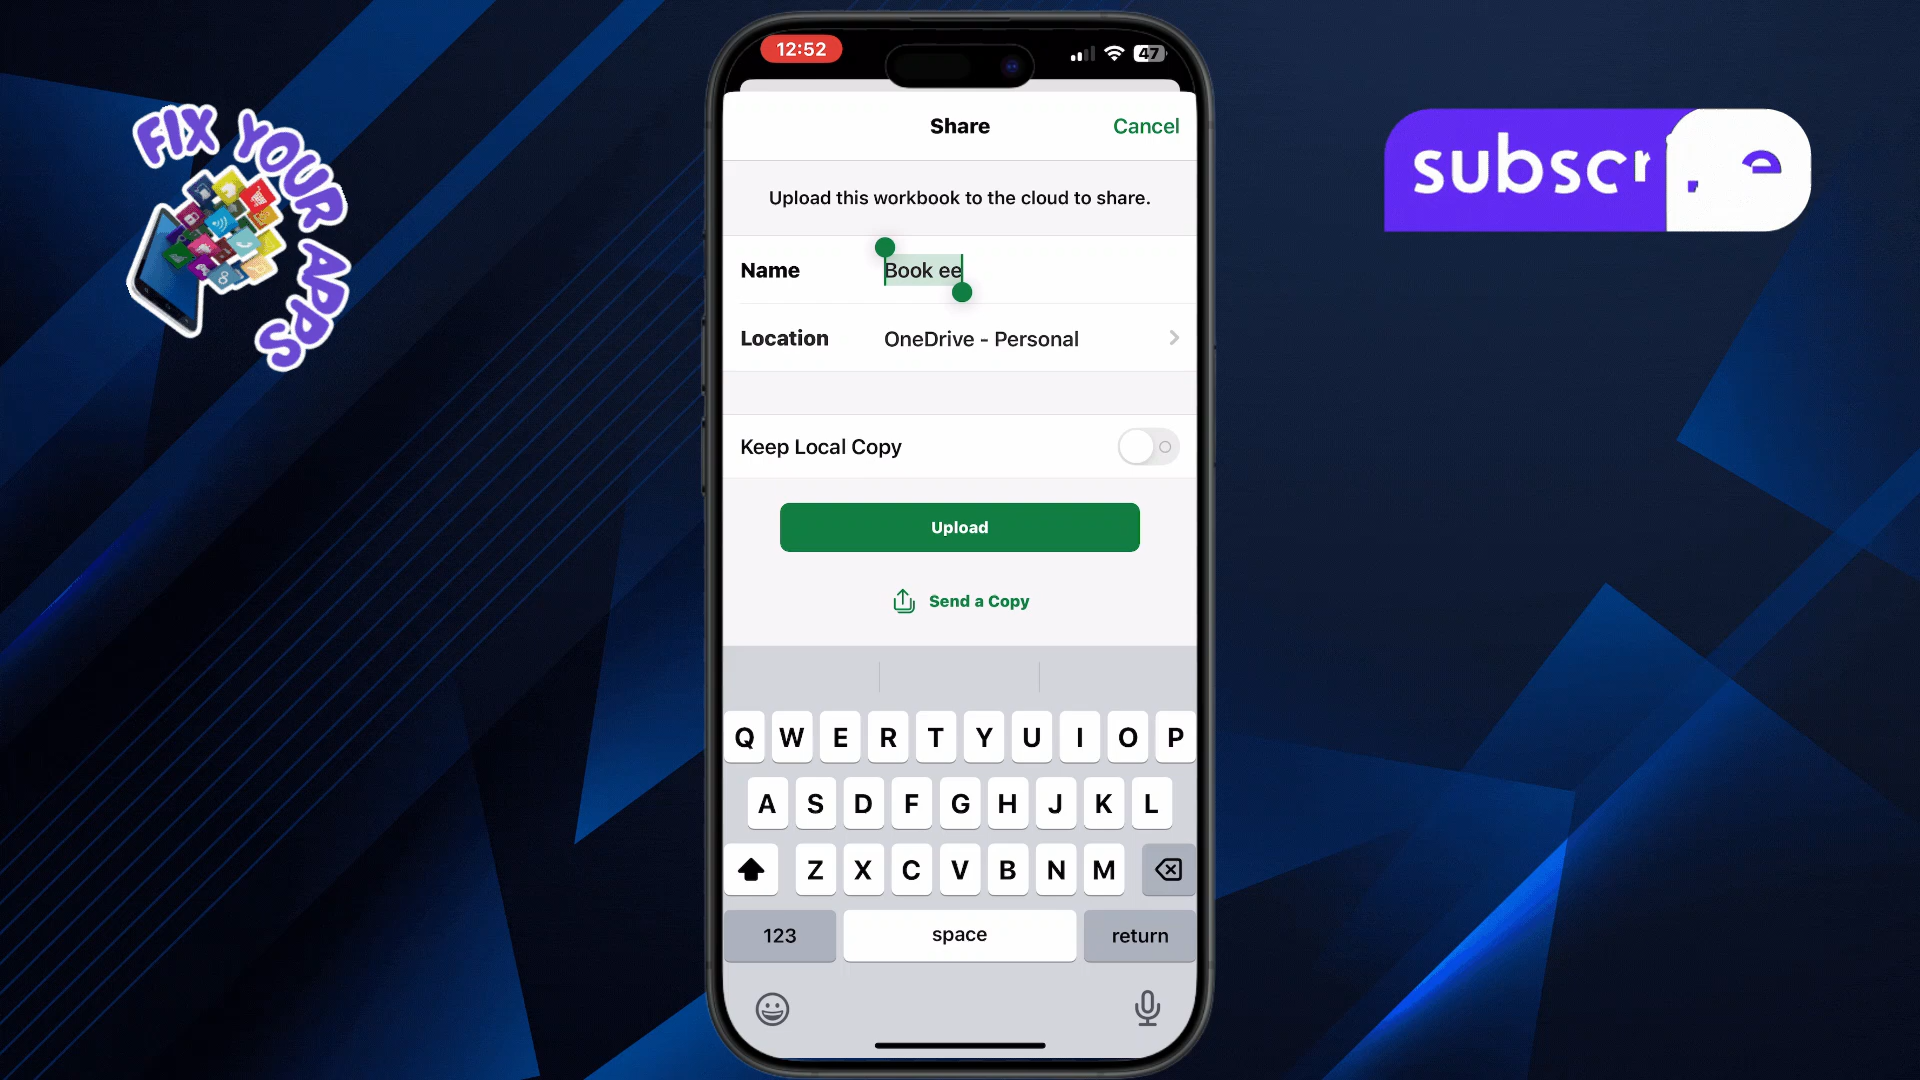 12:52
47
FIX YOUR APPS
subscr
e
Share
Cancel
Upload this workbook to the cloud to share.
Name
Book ee
Location
OneDrive - Personal
Keep Local Copy
Upload
Send a Copy
Q W E R T Y U I O P
A S D F G H J K L
Z X C V B N M
123
space
return